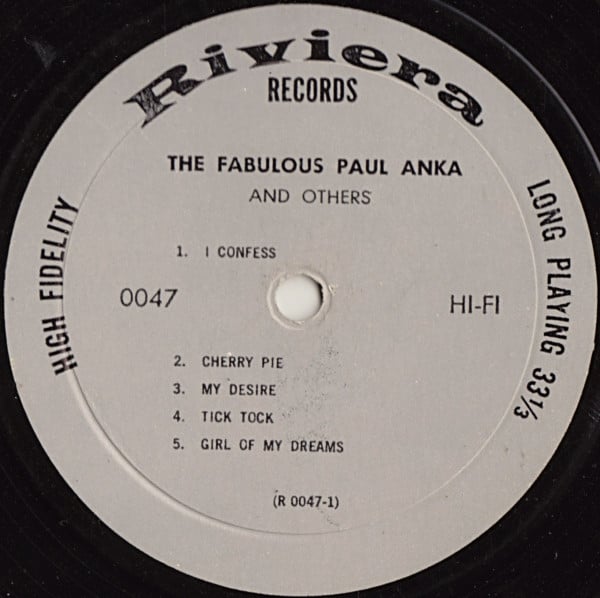 Riviera
RECORDS
THE FABULOUS PAUL ANKA
AND OTHERS
1. I CONFESS
HIGH FIDELITY
0047
HI-FI
LONG PLAYING 33⅓
2. CHERRY PIE
3. MY DESIRE
4. TICK TOCK
5. GIRL OF MY DREAMS
(R 0047-1)